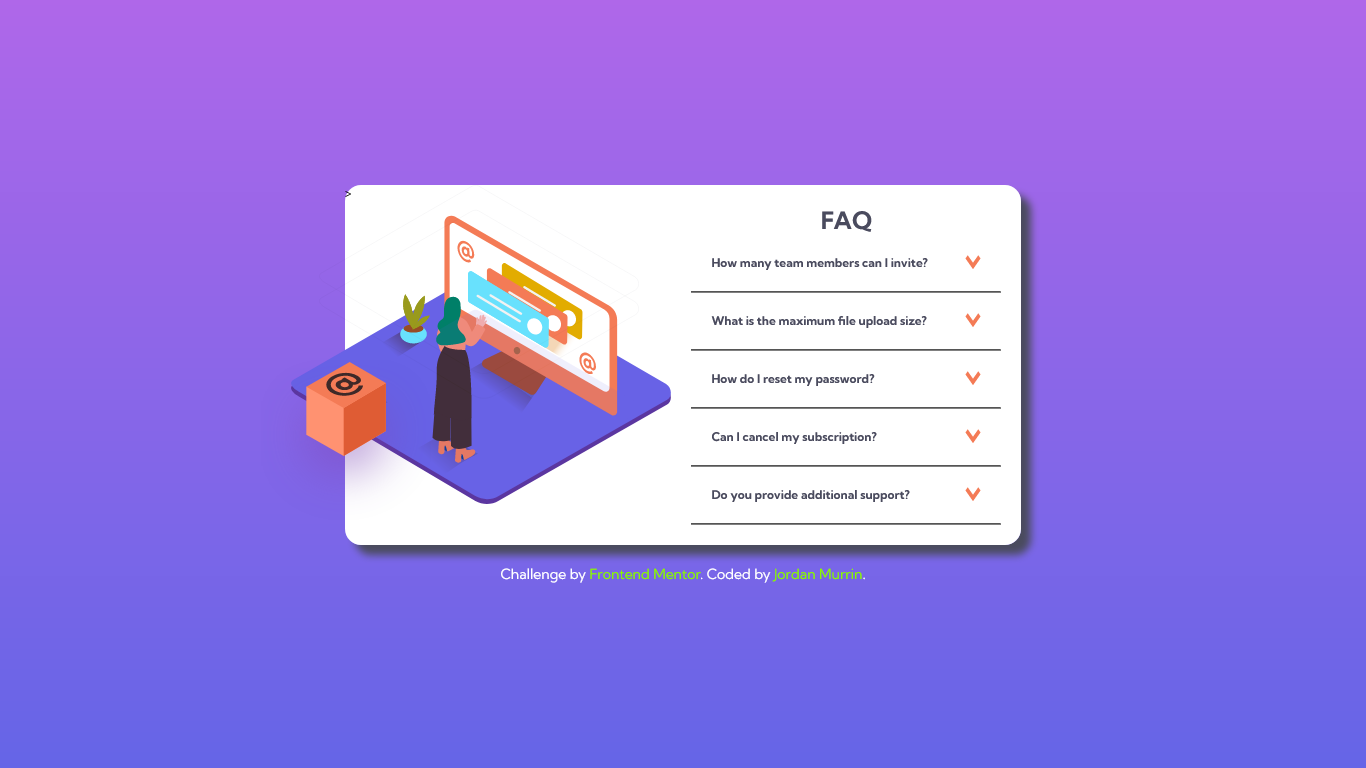 >
FAQ
How many team members can I invite?
What is the maximum file upload size?
How do I reset my password?
Can I cancel my subscription?
Do you provide additional support?
@
@
@
Challenge by Frontend Mentor. Coded by Jordan Murrin.